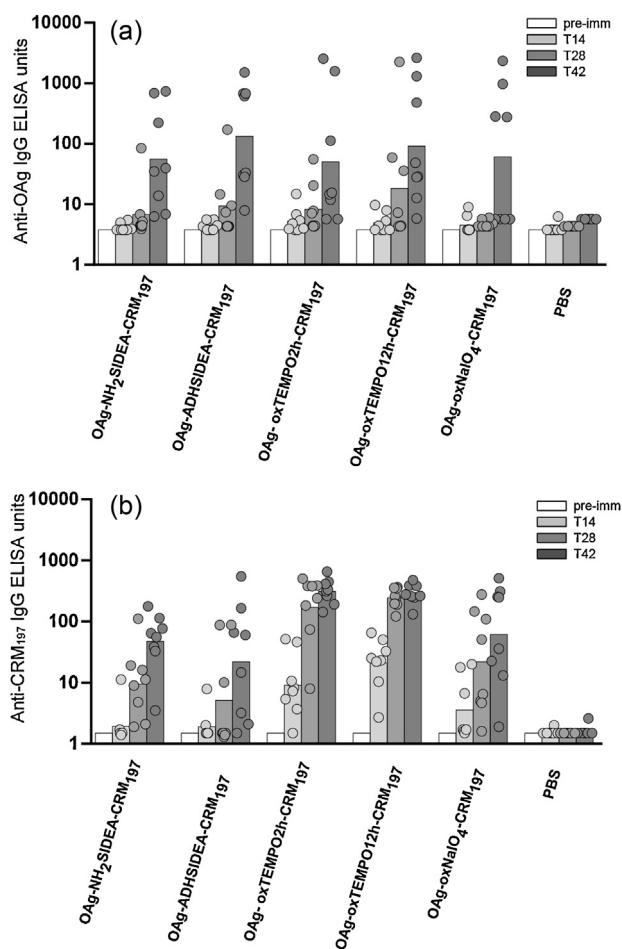 (a)
Anti-OAg IgG ELISA units
10000
1000
100
10
1
pre-imm
T14
T28
T42
OAg-NH2SIDEA-CRM197
OAg-ADHSIDEA-CRM197
OAg- oxTEMPO2h-CRM197
OAg-oxTEMPO12h-CRM197
OAg-oxNaIO4-CRM197
PBS
(b)
Anti-CRM197 IgG ELISA units
10000
1000
100
10
1
pre-imm
T14
T28
T42
OAg-NH2SIDEA-CRM197
OAg-ADHSIDEA-CRM197
OAg- oxTEMPO2h-CRM197
OAg-oxTEMPO12h-CRM197
OAg-oxNaIO4-CRM197
PBS